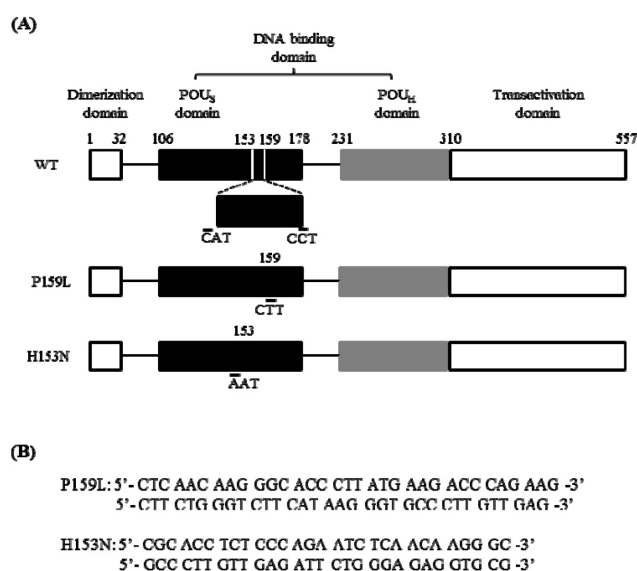 (A)
DNA binding
domain
Dimerization
domain
POUS
domain
POUH
Transactivation
domain
1 32 106 153 159 178 231 310 557
WT
CAT CCT
159
P159L
CTT
153
H153N
AAT
(B)
P159L: 5’- CTC AAC AAG GGC ACC CTT ATG AAG ACC CAG AAG -3’
5’- CTT CTG GGT CTT CAT AAG GGT GCC CTT GTT GAG -3’
H153N: 5’- CGC ACC TCT CCC AGA ATC TCA ACA AGG GC -3’
5’- GCC CTT GTT GAG ATT CTG GGA GAG GTG CG -3’